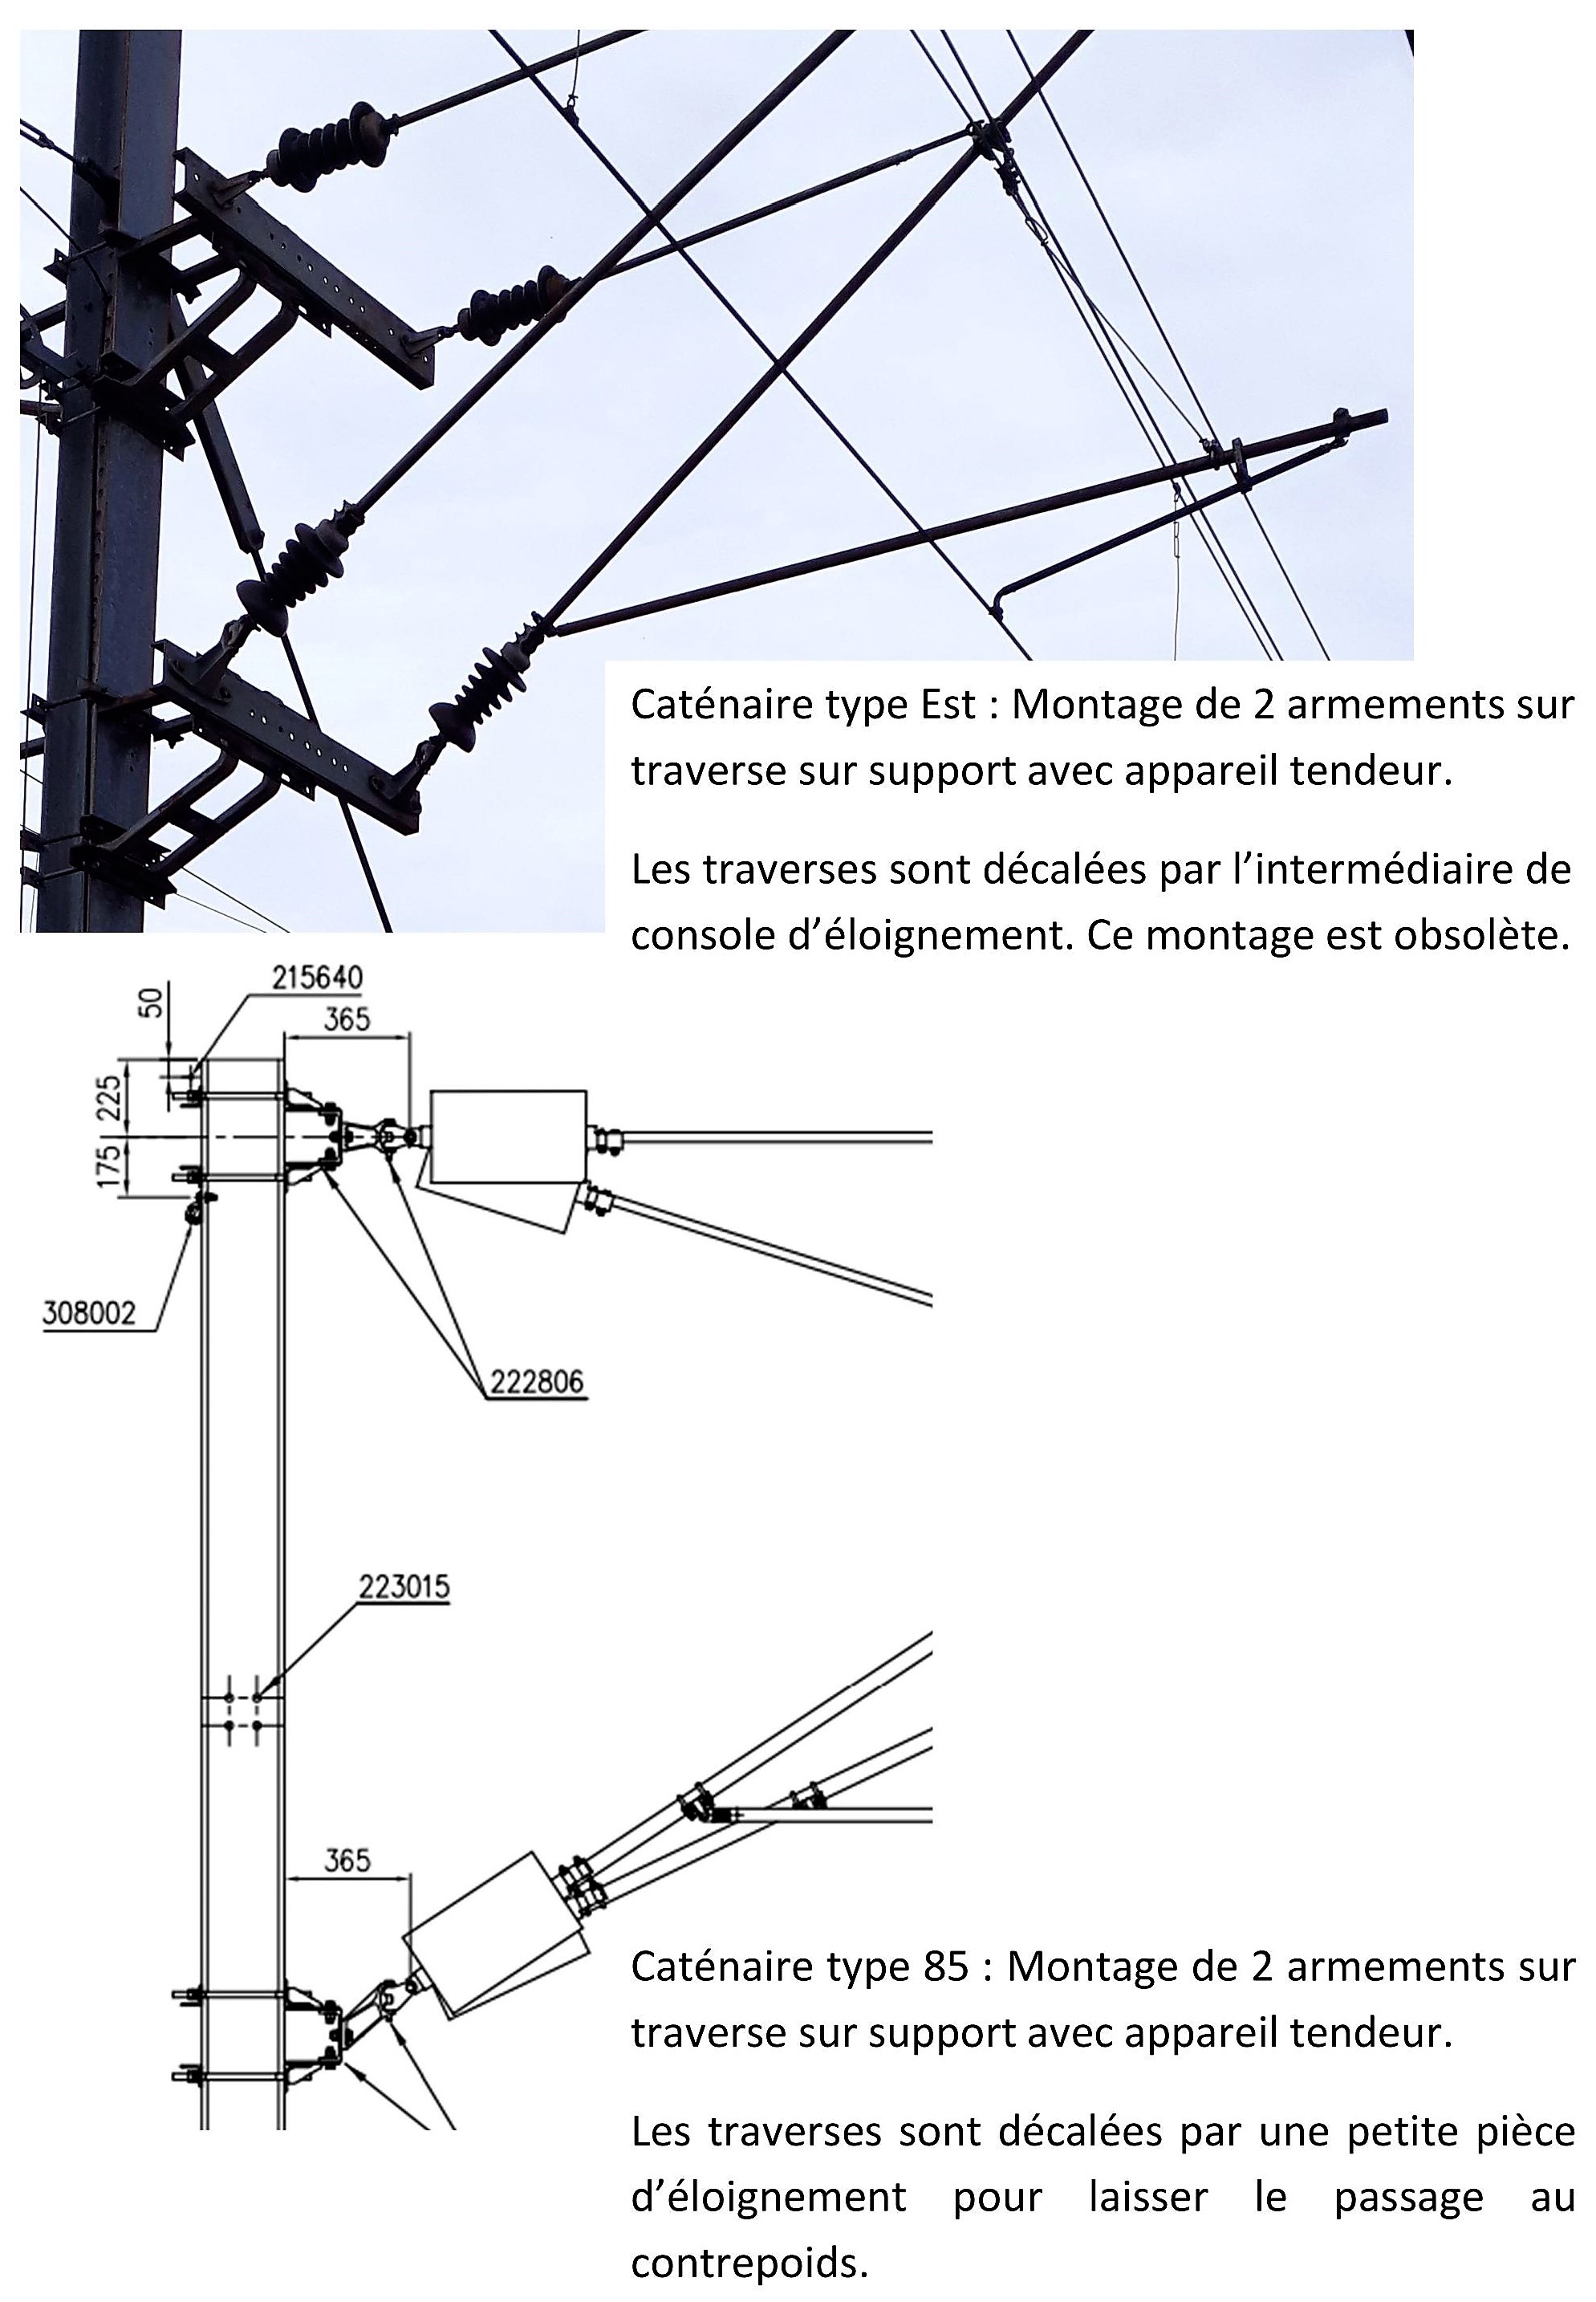 Caténaire type Est : Montage de 2 armements sur
traverse sur support avec appareil tendeur.
Les traverses sont décalées par l’intermédiaire de
console d’éloignement. Ce montage est obsolète.
215640
50
365
225
175
308002
222806
223015
365
Caténaire type 85 : Montage de 2 armements sur
traverse sur support avec appareil tendeur.
Les traverses sont décalées par une petite pièce
d’éloignement pour laisser le passage au
contrepoids.